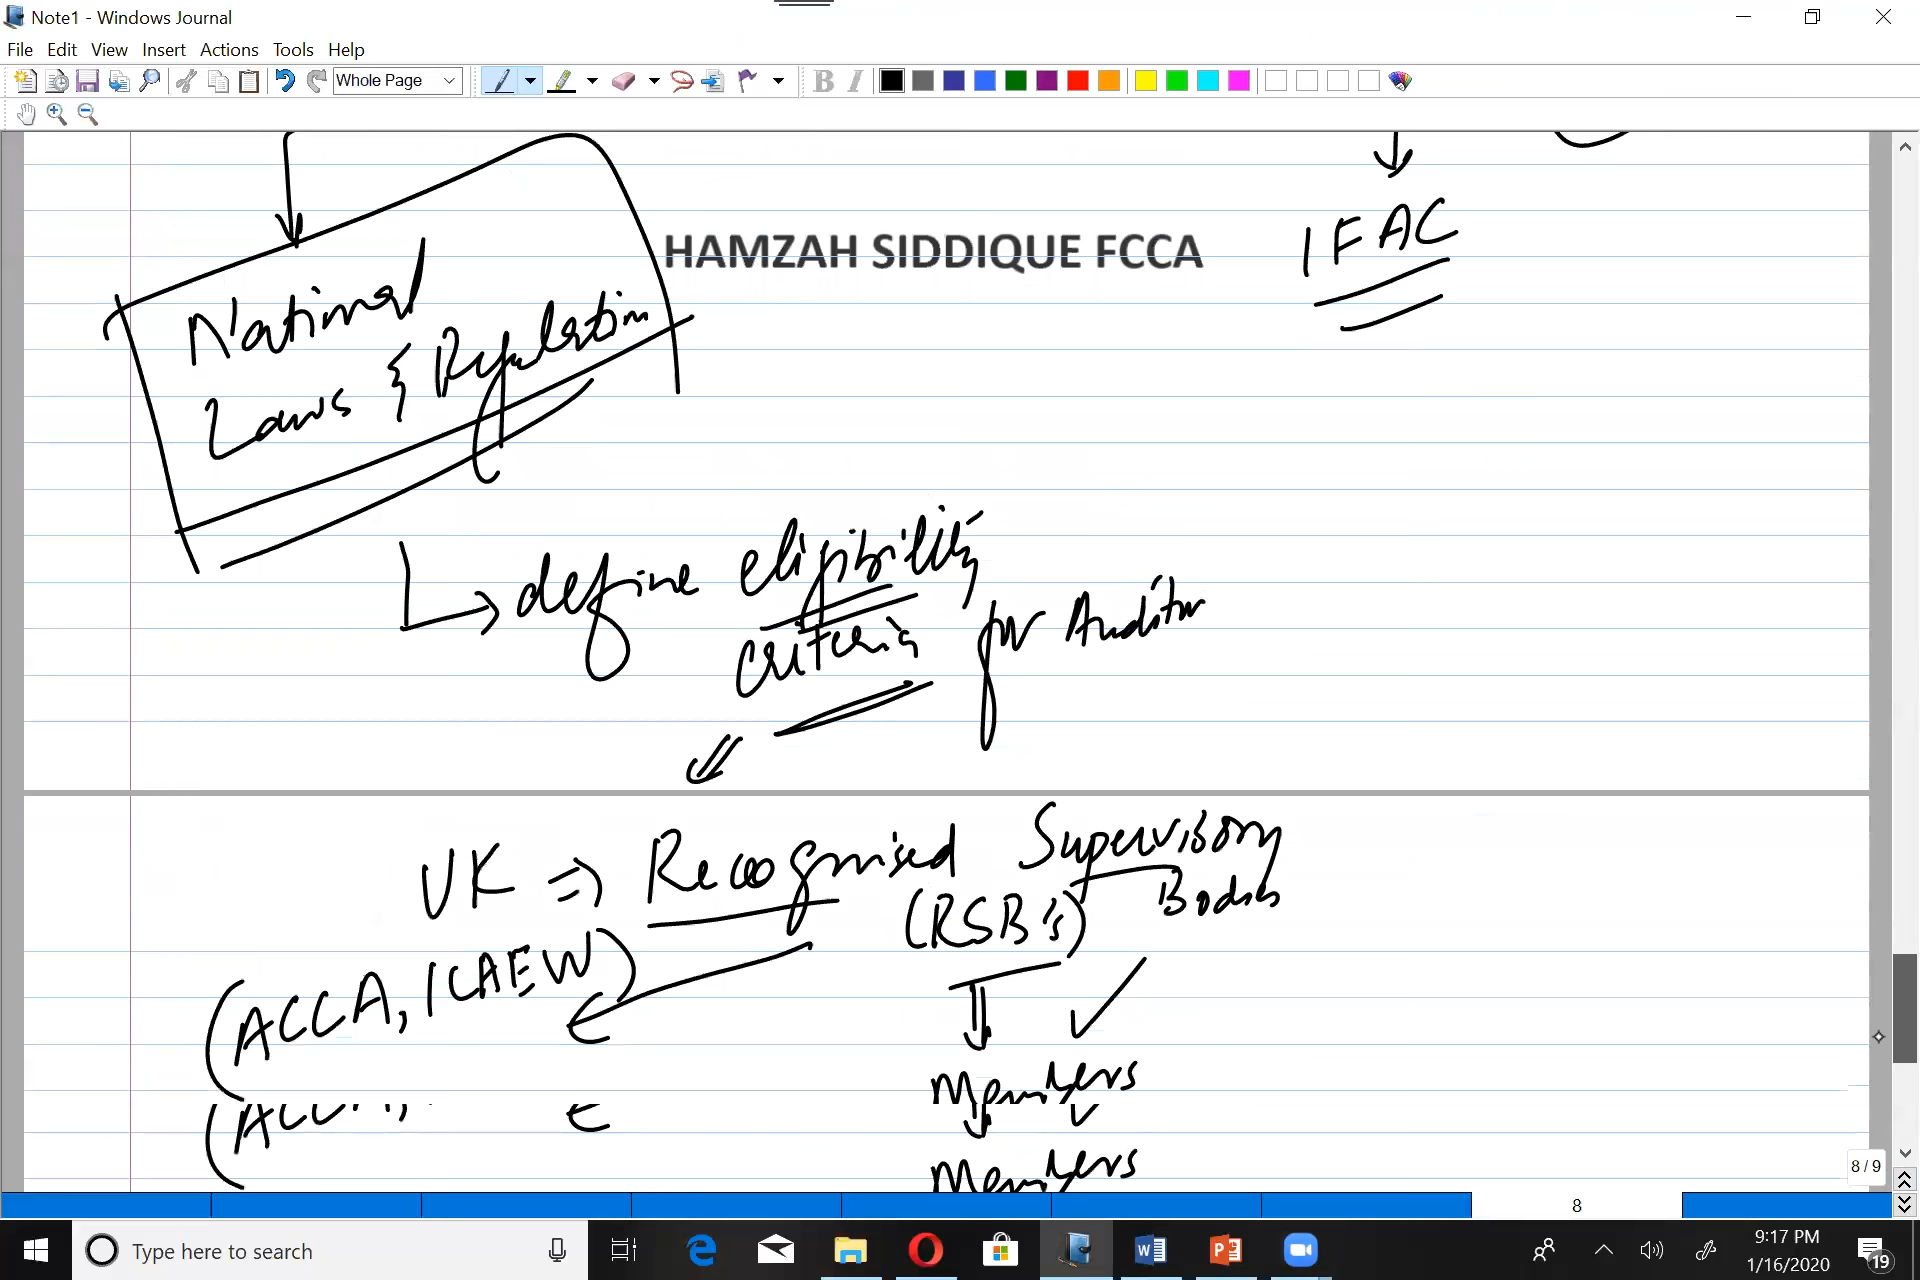 Note1 - Windows Journal
File Edit View Insert Actions Tools Help
Whole Page
B I
IFAC
HAMZAH SIDDIQUE FCCA
National
Laws & Regulation
define eligibility
criteria for Auditor
UK => Recognised Supervisory
(RSB's) Bodies
(ACCA, ICAEW)
Members
Members
8/9
8
Type here to search
9:17 PM
1/16/2020
19